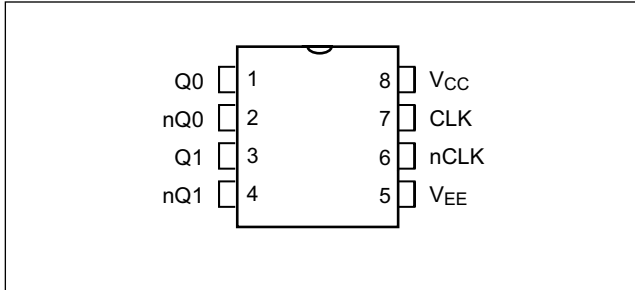 Q0 1 8 VCC
nQ0 2 7 CLK
Q1 3 6 nCLK
nQ1 4 5 VEE